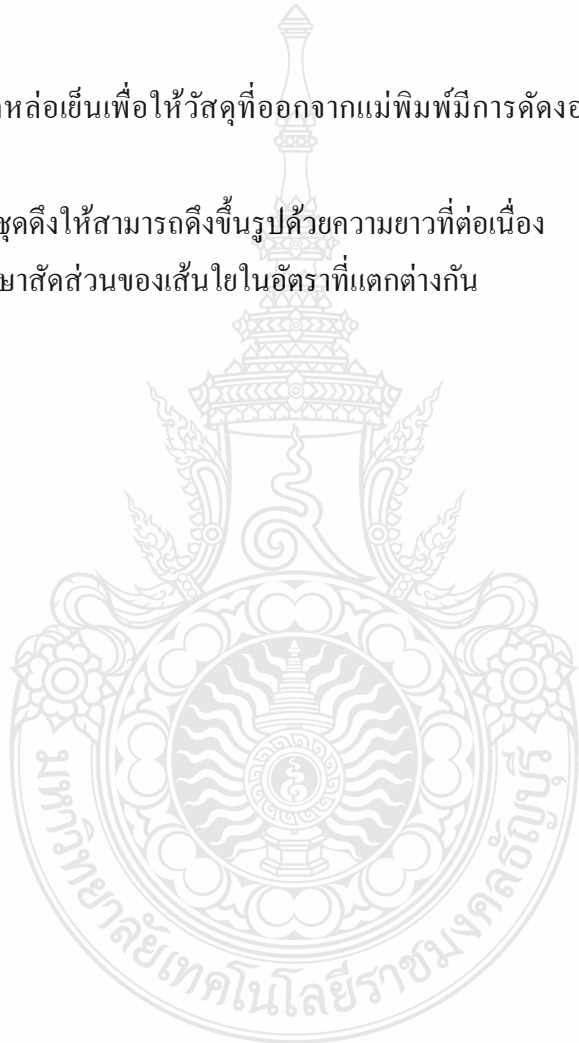 หล่อเย็นเพื่อให้วัสดุที่ออกจากแม่พิมพ์มีการดัดงอ
ชุดดึงให้สามารถดึงขึ้นรูปด้วยความยาวที่ต่อเนื่อง
ษาสัดส่วนของเส้นใยในอัตราที่แตกต่างกัน
มหาวิทยาลัยเทคโนโลยีราชมงคลธัญบุรี